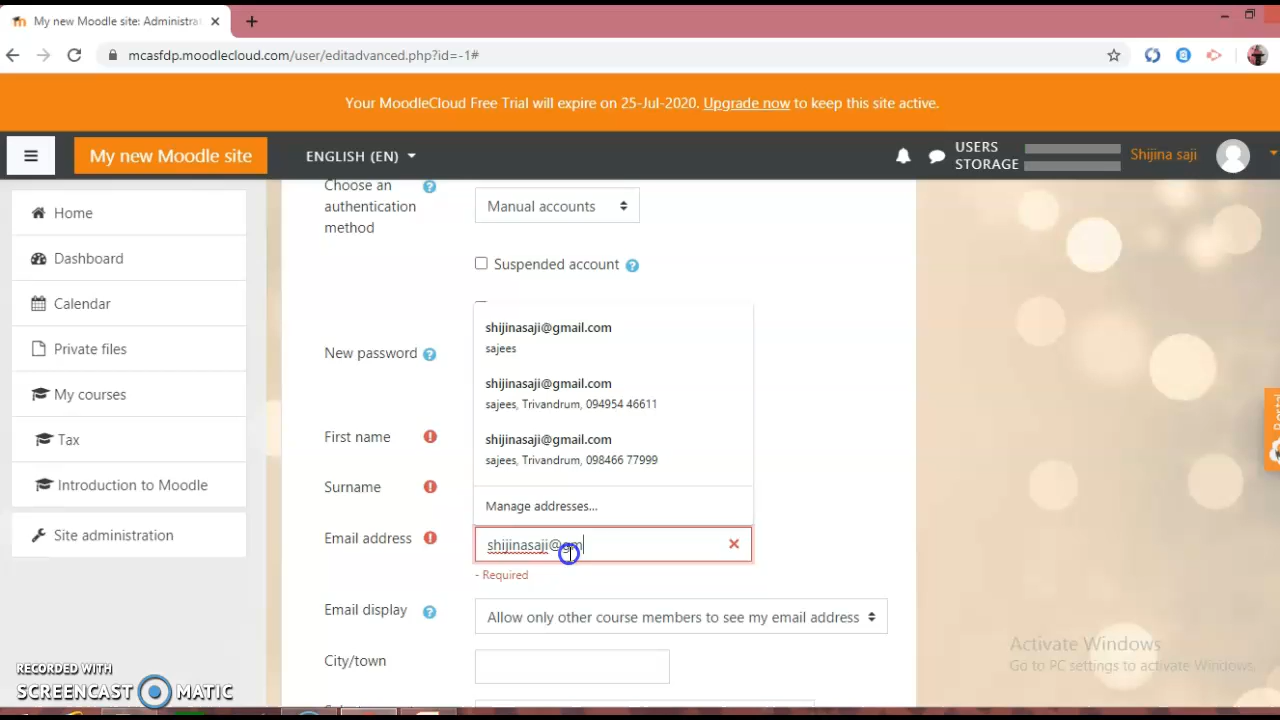 My new Moodle site: Administra
mcasfdp.moodlecloud.com/user/editadvanced.php?id=-1#
Your MoodleCloud Free Trial will expire on 25-Jul-2020. Upgrade now to keep this site active.
My new Moodle site
ENGLISH (EN)
USERS
STORAGE
Shijina saji
Home
Dashboard
Calendar
Private files
My courses
Tax
Introduction to Moodle
Site administration
Choose an
authentication
method
Manual accounts
Suspended account
New password
First name
Surname
Email address
shijinasaji@gmail.com
sajees
shijinasaji@gmail.com
sajees, Trivandrum, 094954 46611
shijinasaji@gmail.com
sajees, Trivandrum, 098466 77999
Manage addresses...
shijinasaji@gm
- Required
Email display
Allow only other course members to see my email address
City/town
Portal
Activate Windows
Go to PC settings to activate Windows.
RECORDED WITH
SCREENCAST MATIC